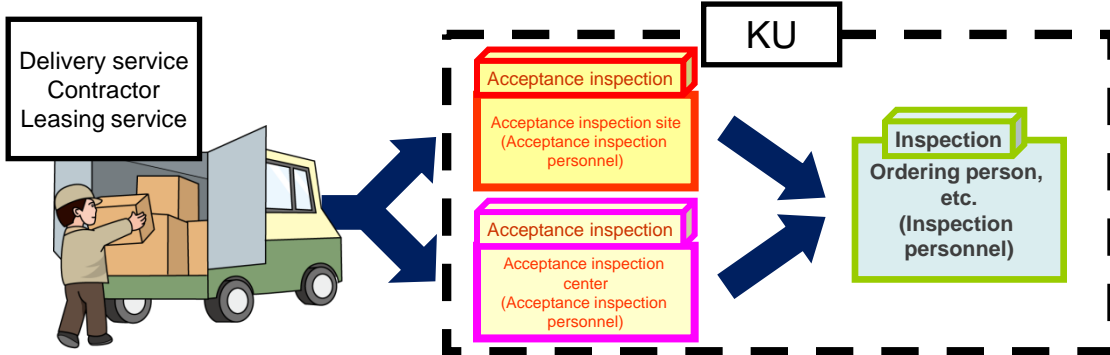 Delivery service
Contractor
Leasing service
KU
Acceptance inspection
Acceptance inspection site
(Acceptance inspection
personnel)
Acceptance inspection
Acceptance inspection
center
(Acceptance inspection
personnel)
Inspection
Ordering person,
etc.
(Inspection
personnel)